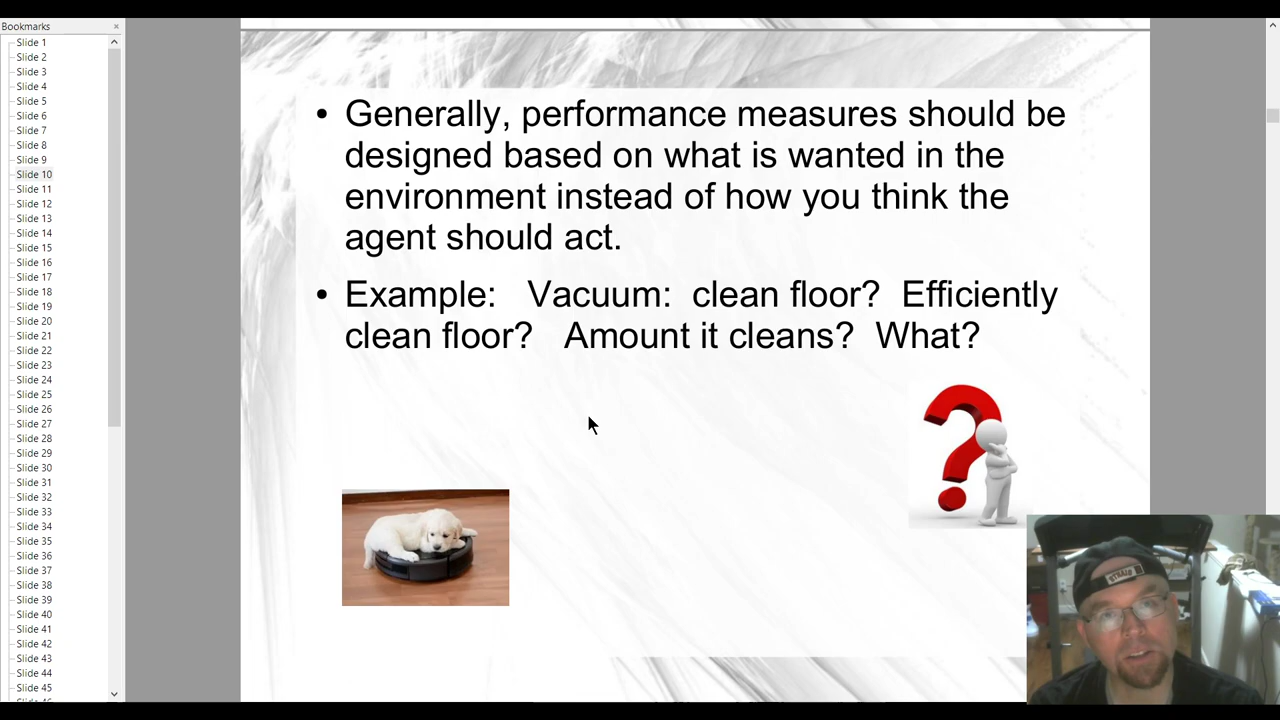 Bookmarks
Slide 1
Slide 2
Slide 3
Slide 4
Slide 5
Slide 6
Slide 7
Slide 8
Slide 9
Slide 10
Slide 11
Slide 12
Slide 13
Slide 14
Slide 15
Slide 16
Slide 17
Slide 18
Slide 19
Slide 20
Slide 21
Slide 22
Slide 23
Slide 24
Slide 25
Slide 26
Slide 27
Slide 28
Slide 29
Slide 30
Slide 31
Slide 32
Slide 33
Slide 34
Slide 35
Slide 36
Slide 37
Slide 38
Slide 39
Slide 40
Slide 41
Slide 42
Slide 43
Slide 44
Slide 45
• Generally, performance measures should be
designed based on what is wanted in the
environment instead of how you think the
agent should act.
• Example: Vacuum: clean floor? Efficiently
clean floor? Amount it cleans? What?